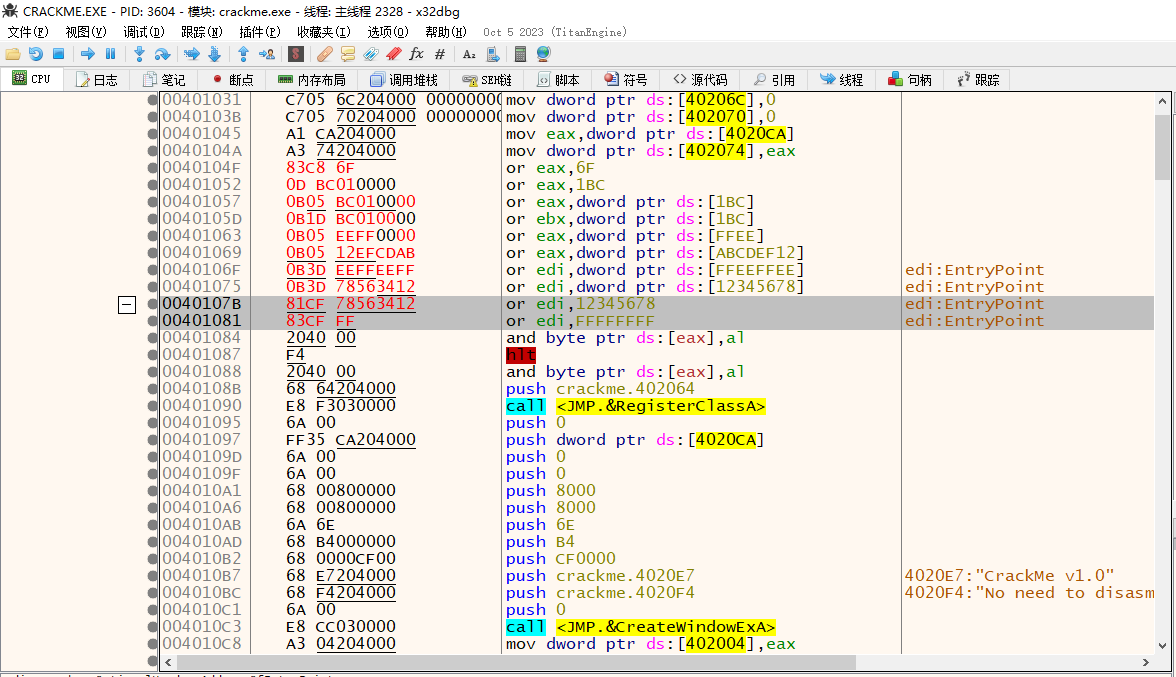 CRACKME.EXE - PID: 3604 - 模块: crackme.exe - 线程: 主线程 2328 - x32dbg
文件(F) 视图(V) 调试(D) 跟踪(N) 插件(P) 收藏夹(I) 选项(O) 帮助(H) Oct 5 2023 (TitanEngine)
CPU 日志 笔记 断点 内存布局 调用堆栈 SEH链 脚本 符号 源代码 引用 线程 句柄 跟踪
00401031 C705 6C204000 00000000 mov dword ptr ds:[40206C],0
0040103B C705 70204000 00000000 mov dword ptr ds:[402070],0
00401045 A1 CA204000 mov eax,dword ptr ds:[4020CA]
0040104A A3 74204000 mov dword ptr ds:[402074],eax
0040104F 83C8 6F or eax,6F
00401052 0D BC010000 or eax,1BC
00401057 0B05 BC010000 or eax,dword ptr ds:[1BC]
0040105D 0B1D BC010000 or ebx,dword ptr ds:[1BC]
00401063 0B05 EEFF0000 or eax,dword ptr ds:[FFEE]
00401069 0B05 12EFCDAB or eax,dword ptr ds:[ABCDEF12]
0040106F 0B3D EEFFEEFF or edi,dword ptr ds:[FFEEFFEE] edi:EntryPoint
00401075 0B3D 78563412 or edi,dword ptr ds:[12345678] edi:EntryPoint
0040107B 81CF 78563412 or edi,12345678 edi:EntryPoint
00401081 83CF FF or edi,FFFFFFFF edi:EntryPoint
00401084 2040 00 and byte ptr ds:[eax],al
00401087 F4 hlt
00401088 2040 00 and byte ptr ds:[eax],al
0040108B 68 64204000 push crackme.402064
00401090 E8 F3030000 call <JMP.&RegisterClassA>
00401095 6A 00 push 0
00401097 FF35 CA204000 push dword ptr ds:[4020CA]
0040109D 6A 00 push 0
0040109F 6A 00 push 0
004010A1 68 00800000 push 8000
004010A6 68 00800000 push 8000
004010AB 6A 6E push 6E
004010AD 68 B4000000 push B4
004010B2 68 0000CF00 push CF0000
004010B7 68 E7204000 push crackme.4020E7 4020E7:"CrackMe v1.0"
004010BC 68 F4204000 push crackme.4020F4 4020F4:"No need to disasm
004010C1 6A 00 push 0
004010C3 E8 CC030000 call <JMP.&CreateWindowExA>
004010C8 A3 04204000 mov dword ptr ds:[402004],eax